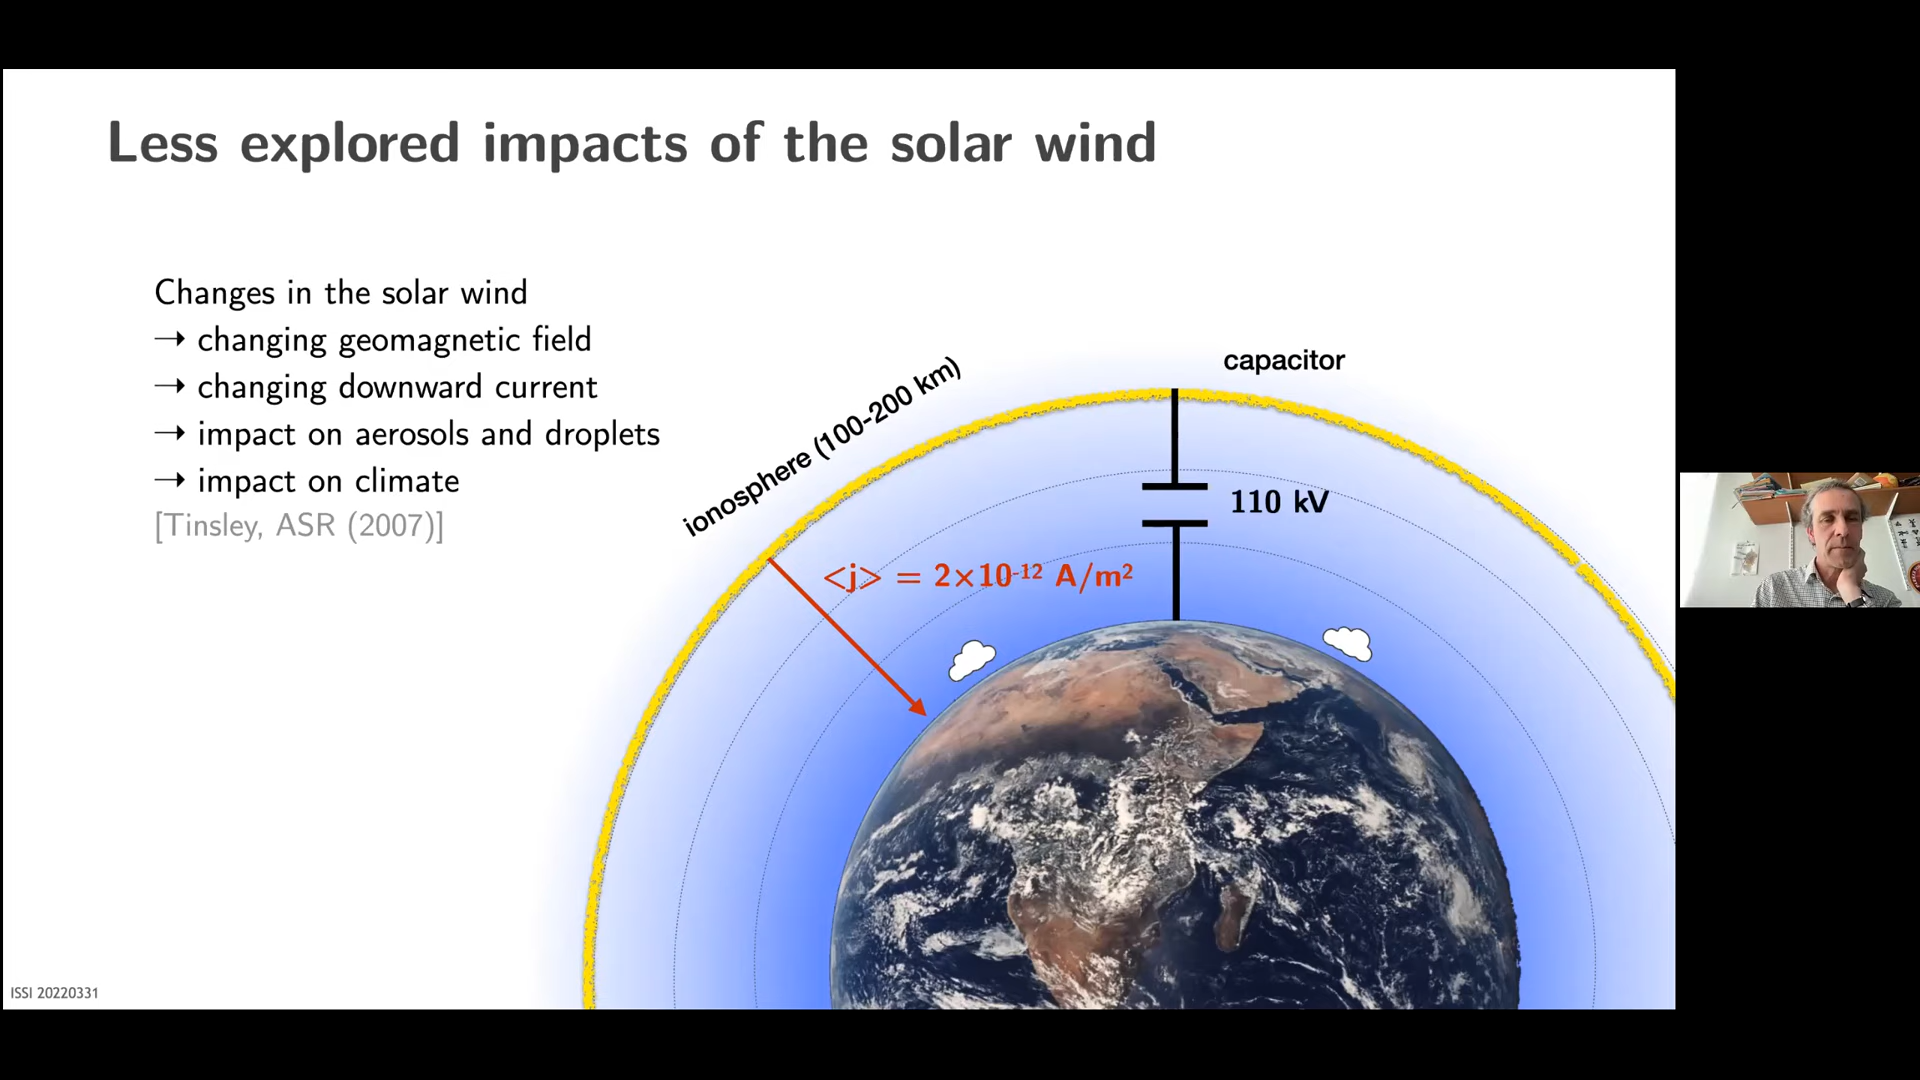 Less explored impacts of the solar wind
Changes in the solar wind
→ changing geomagnetic field
→ changing downward current
→ impact on aerosols and droplets
→ impact on climate
[Tinsley, ASR (2007)]
ionosphere (100-200 km)
capacitor
110 kV
<j> = 2×10-12 A/m2
ISSI 20220331